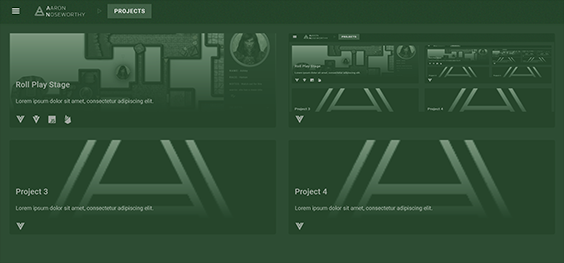 AARON
NOSEWORTHY
PROJECTS
Roll Play Stage
Lorem ipsum dolor sit amet, consectetur adipiscing elit.
Roll Play Stage
Project 3
Project 4
Project 3
Lorem ipsum dolor sit amet, consectetur adipiscing elit.
Project 4
Lorem ipsum dolor sit amet, consectetur adipiscing elit.